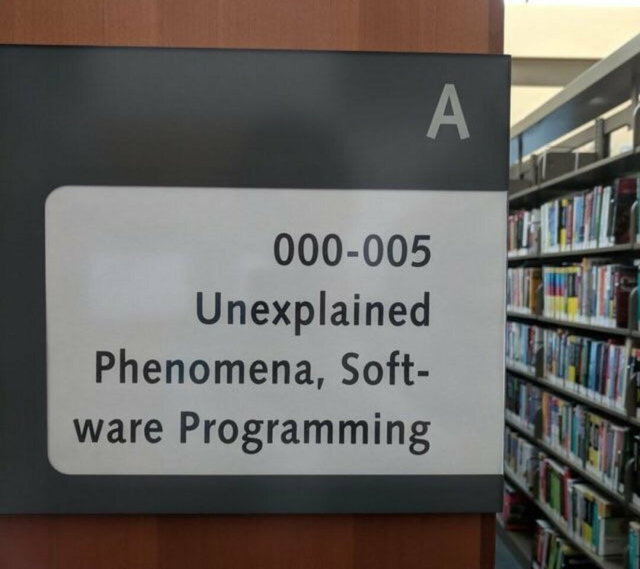 A
000-005
Unexplained
Phenomena, Soft-
ware Programming